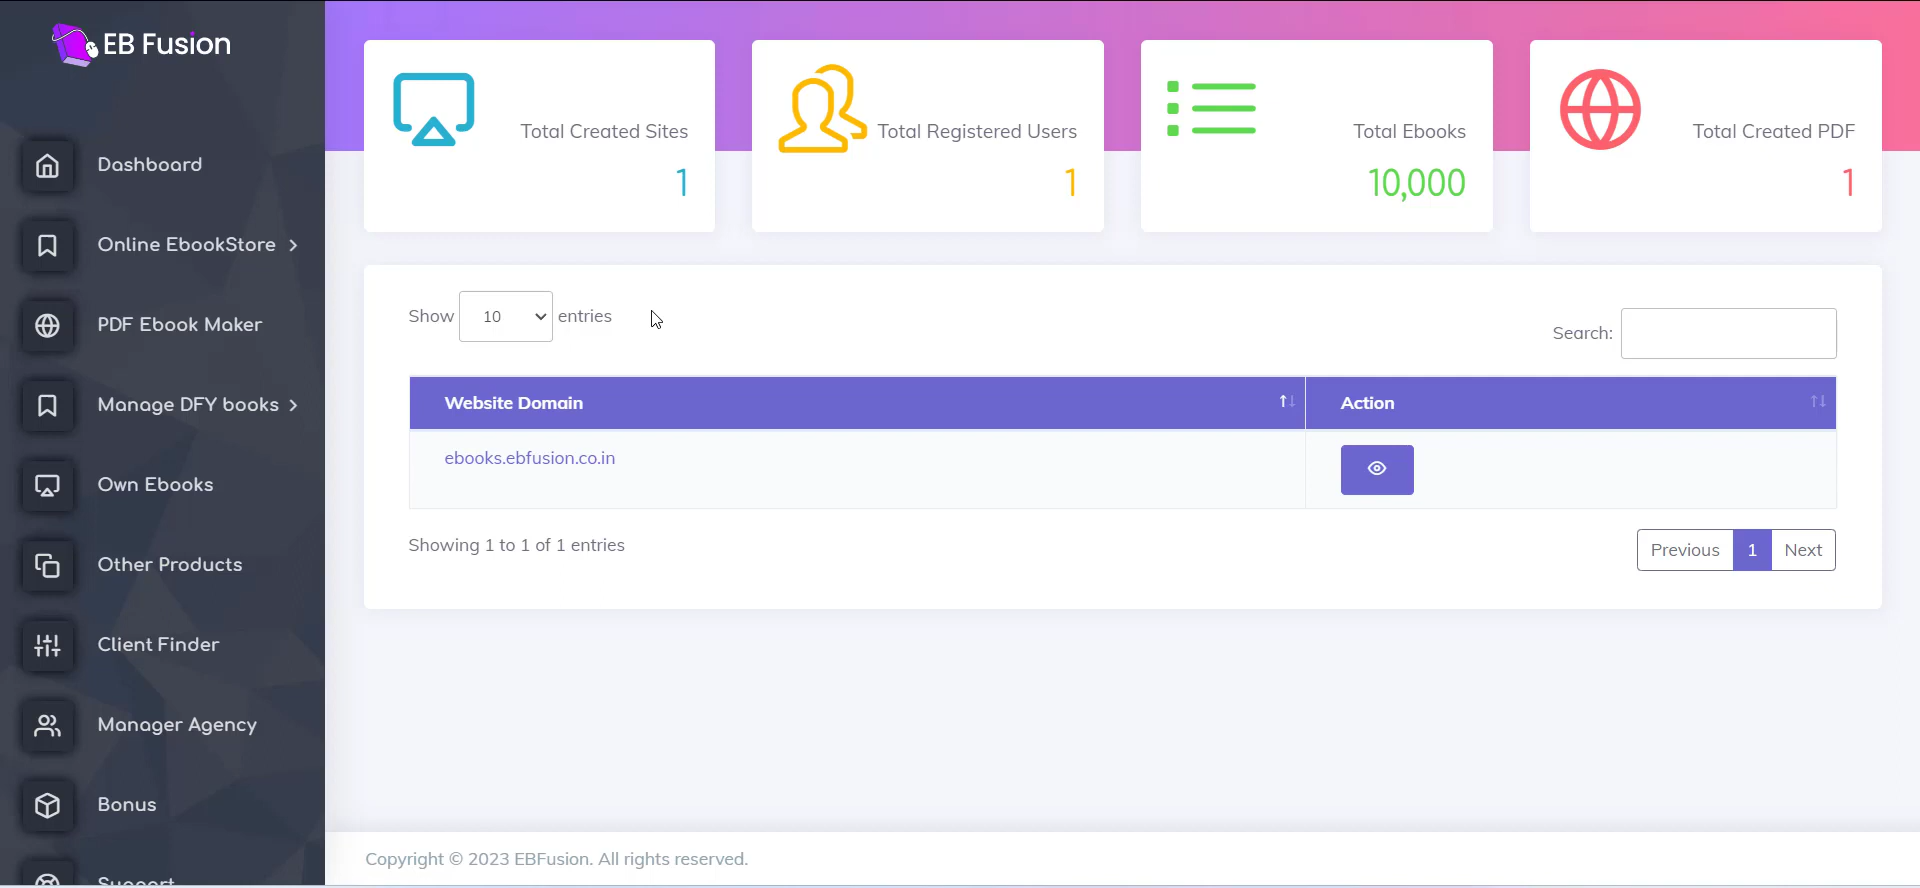 EB Fusion
Dashboard
Online EbookStore
PDF Ebook Maker
Manage DFY books
Own Ebooks
Other Products
Client Finder
Manager Agency
Bonus
Support
Total Created Sites
1
Total Registered Users
1
Total Ebooks
10,000
Total Created PDF
1
Show 10 entries
Search:
Website Domain Action
ebooks.ebfusion.co.in
Showing 1 to 1 of 1 entries
Previous 1 Next
Copyright © 2023 EBFusion. All rights reserved.